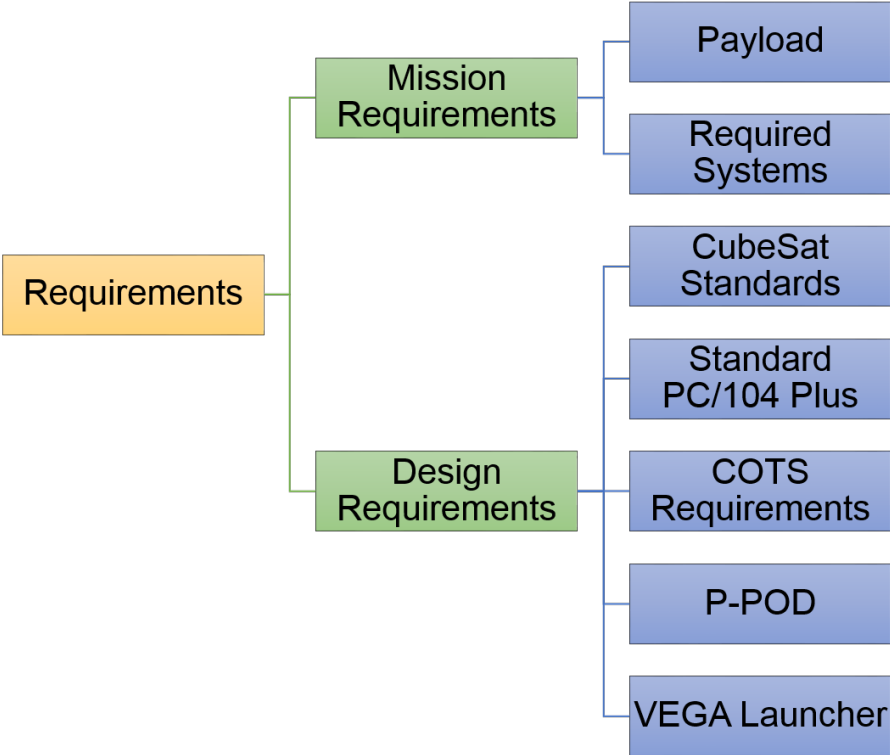 Payload
Mission
Requirements
Required
Systems
CubeSat
Standards
Requirements
Standard
PC/104 Plus
Design
Requirements
COTS
Requirements
P-POD
VEGA Launcher